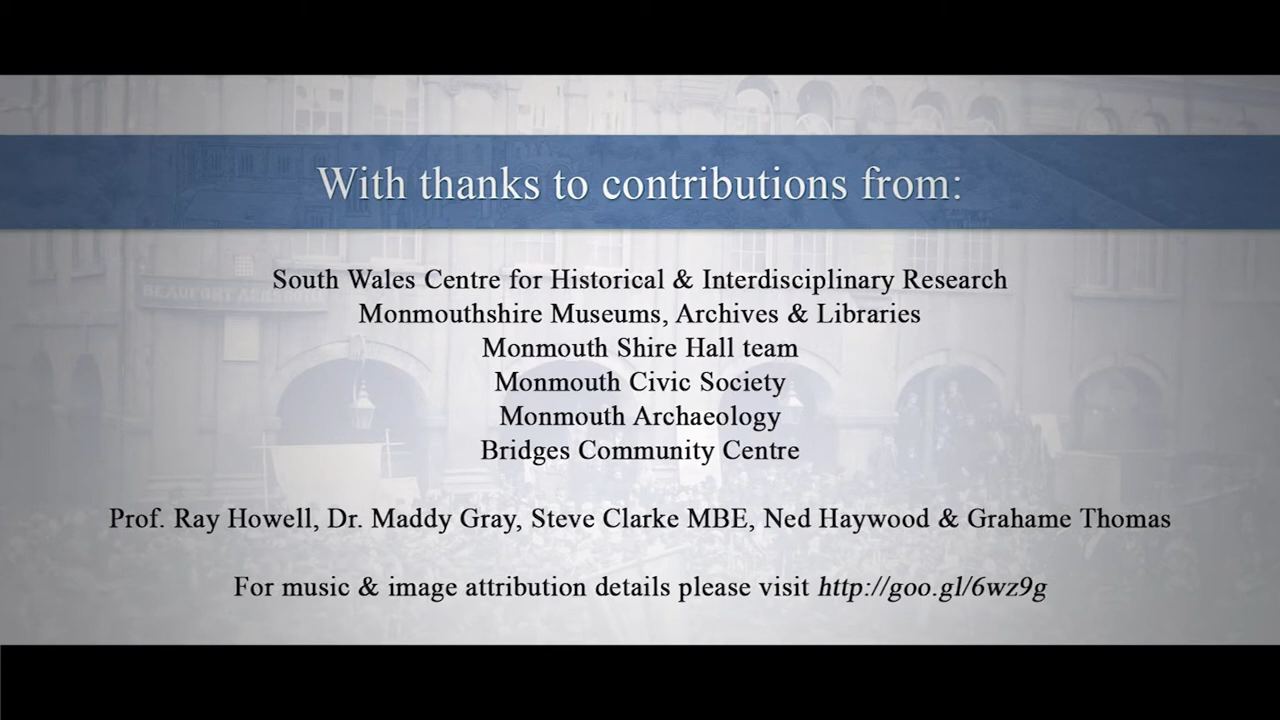 With thanks to contributions from:
BEAUFORT ARMS
South Wales Centre for Historical & Interdisciplinary Research
Monmouthshire Museums, Archives & Libraries
Monmouth Shire Hall team
Monmouth Civic Society
Monmouth Archaeology
Bridges Community Centre
Prof. Ray Howell, Dr. Maddy Gray, Steve Clarke MBE, Ned Haywood & Grahame Thomas
For music & image attribution details please visit http://goo.gl/6wz9g